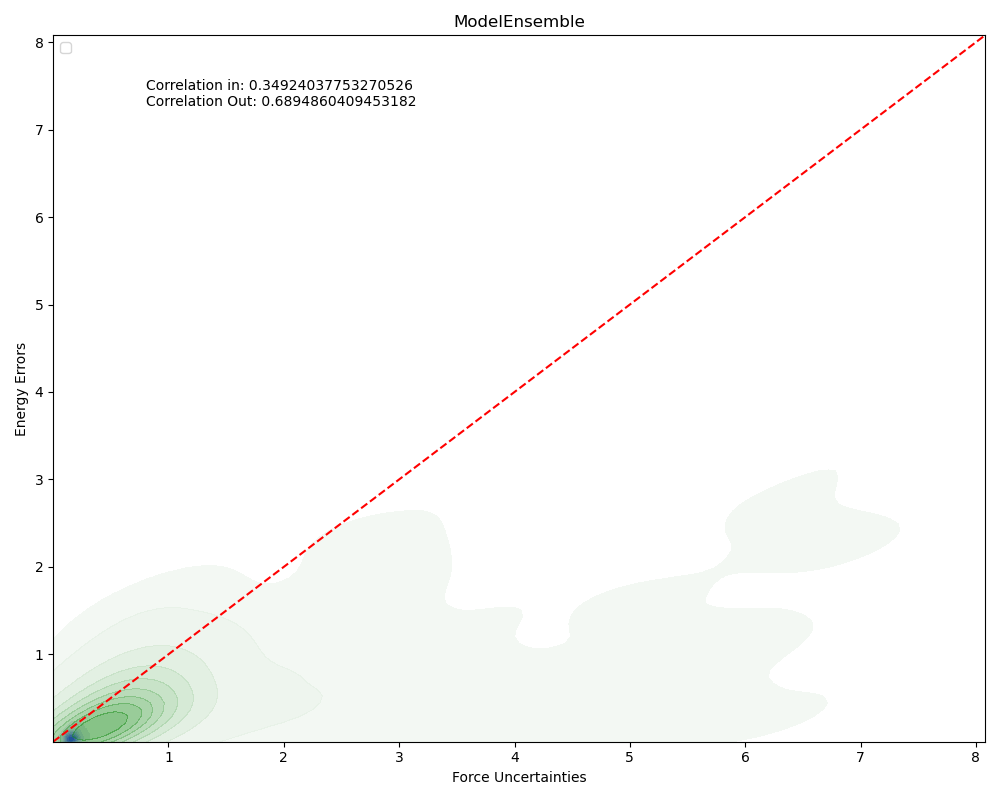 ModelEnsemble
Correlation in: 0.34924037753270526
Correlation Out: 0.6894860409453182
8
7
6
5
4
3
2
1
Energy Errors
1 2 3 4 5 6 7 8
Force Uncertainties